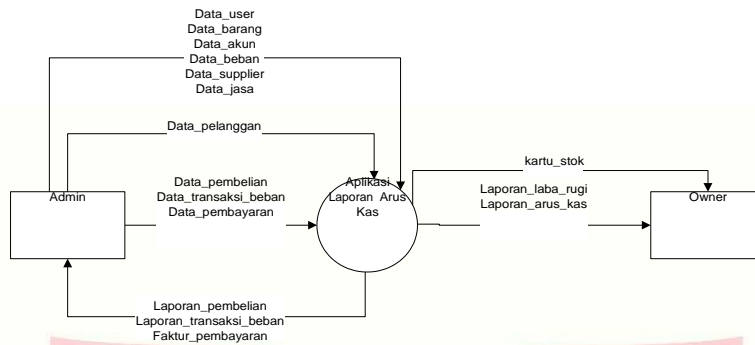 Data_user
Data_barang
Data_akun
Data_beban
Data_supplier
Data_jasa
Data_pelanggan
kartu_stok
Admin
Data_pembelian
Data_transaksi_beban
Data_pembayaran
Aplikasi
Laporan Arus
Kas
Laporan_laba_rugi
Laporan_arus_kas
Owner
Laporan_pembelian
Laporan_transaksi_beban
Faktur_pembayaran